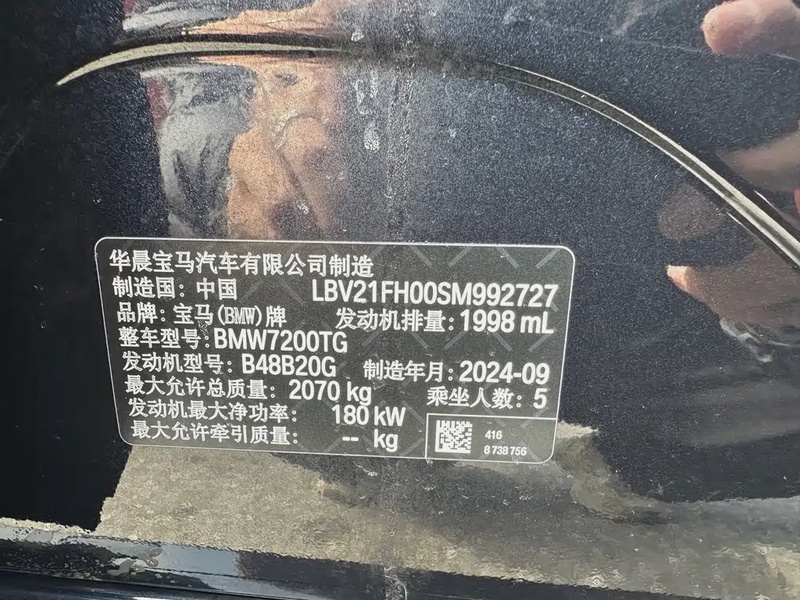 华晨宝马汽车有限公司制造
制造国：中国 LBV21FH00SM992727
品牌：宝马(BMW)牌 发动机排量：1998 mL
整车型号：BMW7200TG
发动机型号：B48B20G 制造年月：2024-09
最大允许总质量：2070 kg 乘坐人数：5
发动机最大净功率：180 kW
最大允许牵引质量：-- kg
416
8 738 756